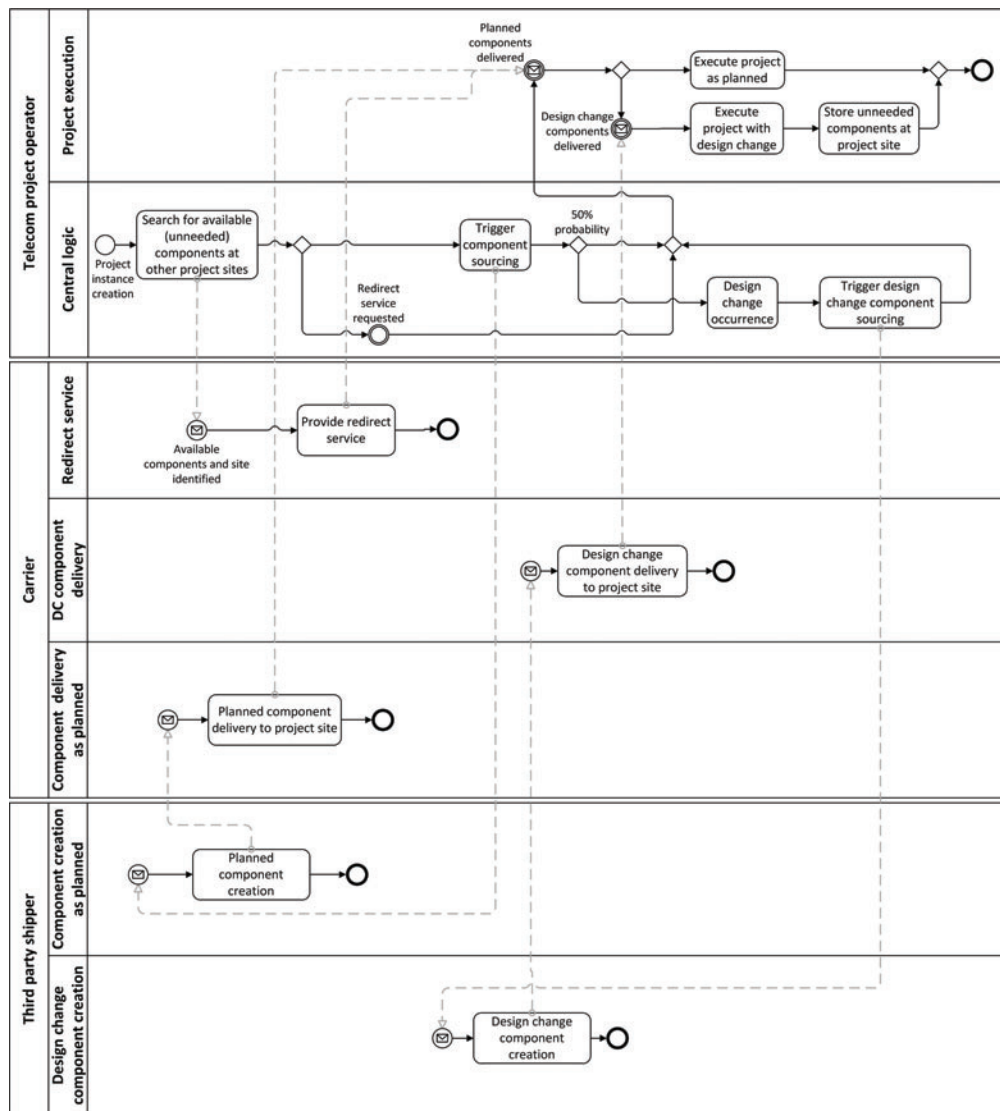 Telecom project operator
Project execution
Planned
components
delivered
Execute project
as planned
Design change
components
delivered
Execute
project with
design change
Store unneeded
components at
project site
Central logic
Project
instance
creation
Search for available
(unneeded)
components at
other project sites
Redirect
service
requested
Trigger
component
sourcing
50%
probability
Design
change
occurrence
Trigger design
change component
sourcing
Carrier
Redirect service
Available
components and site
identified
Provide redirect
service
DC component
delivery
Design change
component delivery
to project site
Component delivery
as planned
Planned component
delivery to project site
Third party shipper
Component creation
as planned
Planned
component
creation
Design change
component creation
Design change
component
creation